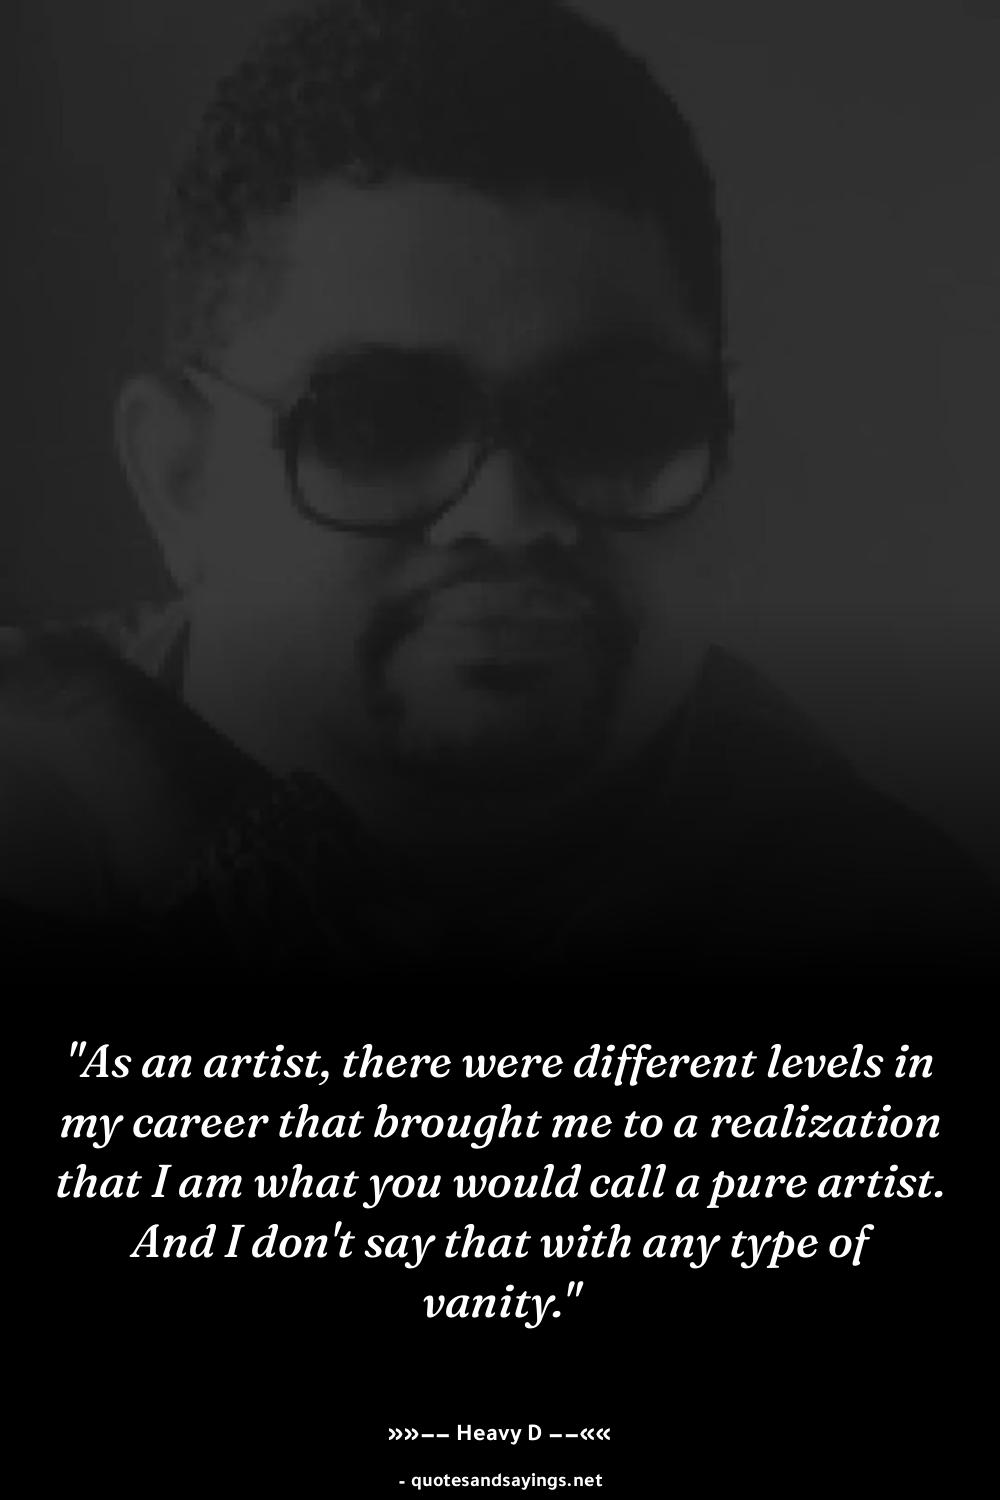 "As an artist, there were different levels in
my career that brought me to a realization
that I am what you would call a pure artist.
And I don't say that with any type of
vanity."
»»−− Heavy D −−««
- quotesandsayings.net